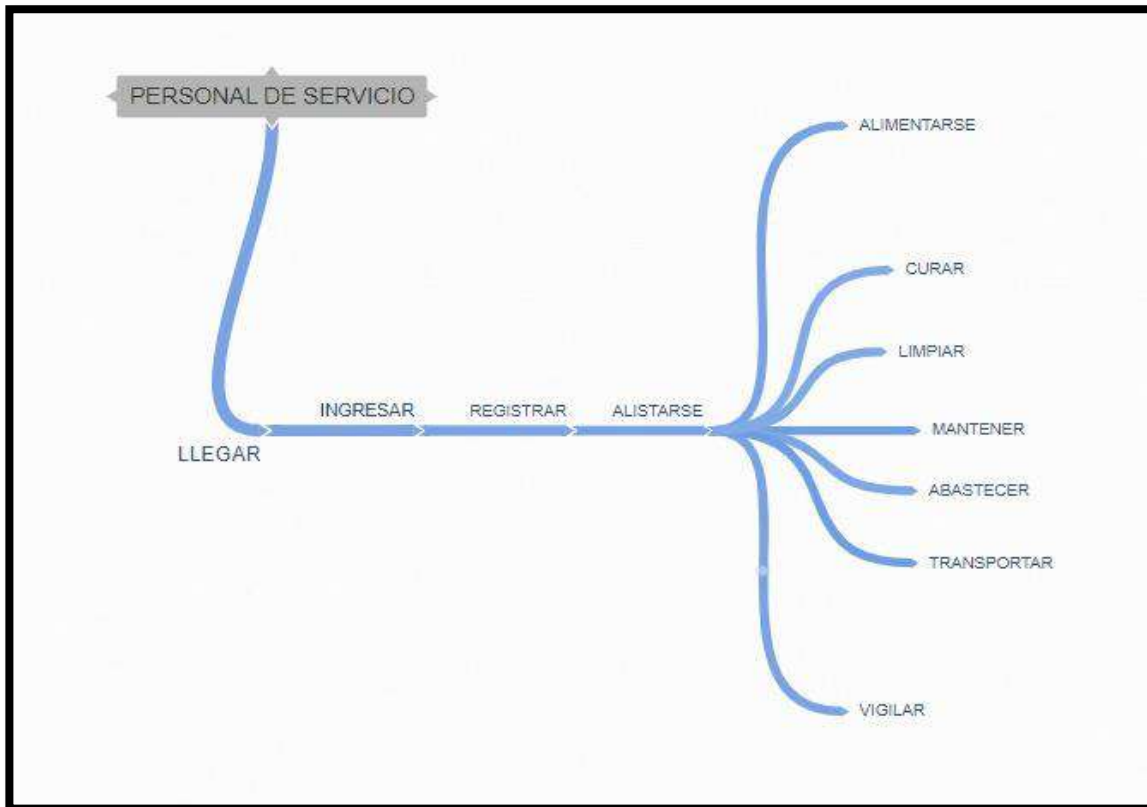 PERSONAL DE SERVICIO
LLEGAR
INGRESAR
REGISTRAR
ALISTARSE
ALIMENTARSE
CURAR
LIMPIAR
MANTENER
ABASTECER
TRANSPORTAR
VIGILAR